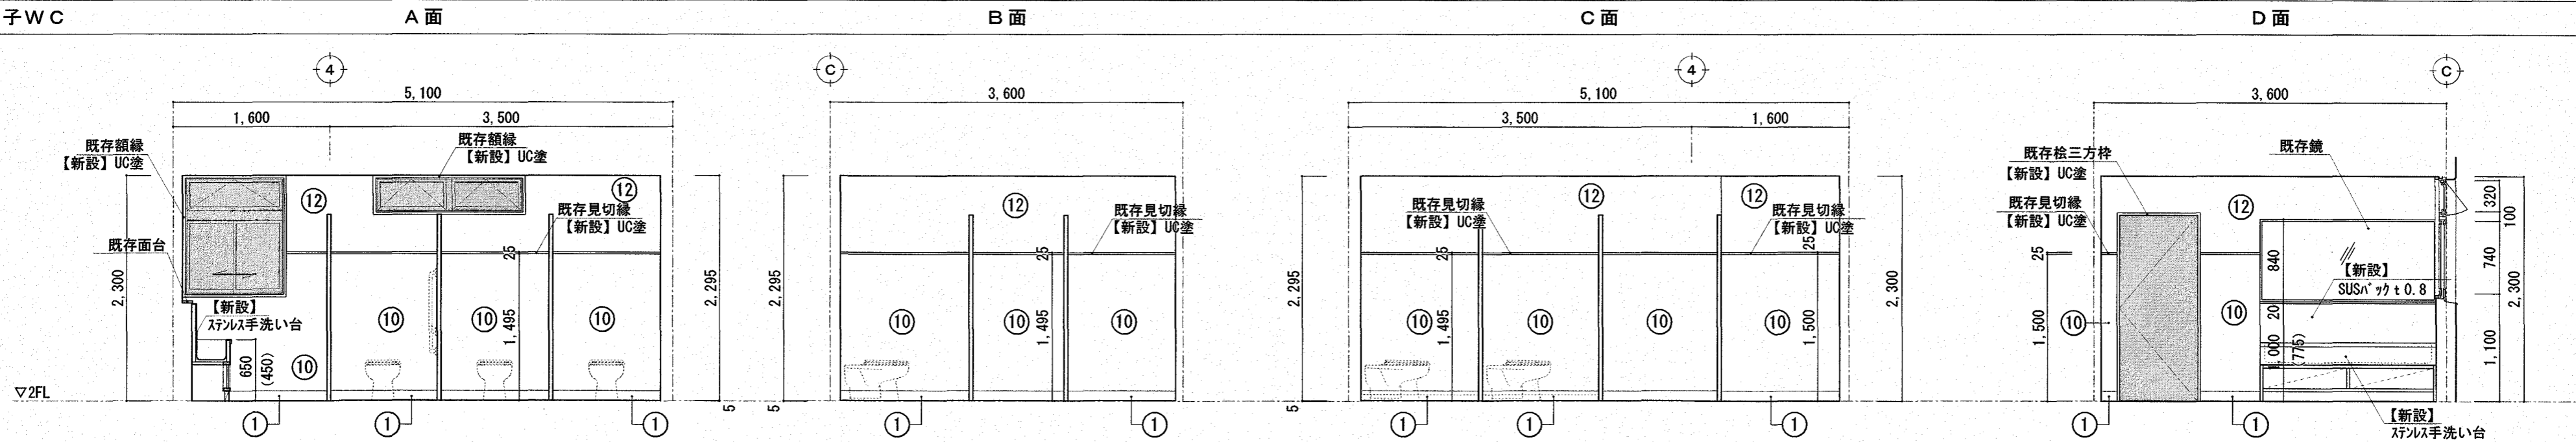 子WC
A面
B面
C面
D面
4
5,100
1,600
3,500
既存額縁
【新設】UC塗
既存額縁
【新設】UC塗
12
12
既存見切縁
【新設】UC塗
既存面台
2,300
【新設】
ステンレス手洗い台
650
(450)
10
10
10
10
25
1,495
2,295
5
▽2FL
1
1
1
C
3,600
2,295
5
12
既存見切縁
【新設】UC塗
25
1,495
10
10
10
1
1
4
5,100
3,500
1,600
2,295
5
12
12
既存見切縁
【新設】UC塗
既存見切縁
【新設】UC塗
25
1,495
25
1,500
10
10
10
10
2,300
1
1
1
C
3,600
既存桧三方枠
【新設】UC塗
既存鏡
既存見切縁
【新設】UC塗
12
25
1,500
10
10
840
20
1,000
(775)
【新設】
SUSバックt0.8
320
100
740
1,100
2,300
【新設】
ステンレス手洗い台
1
1